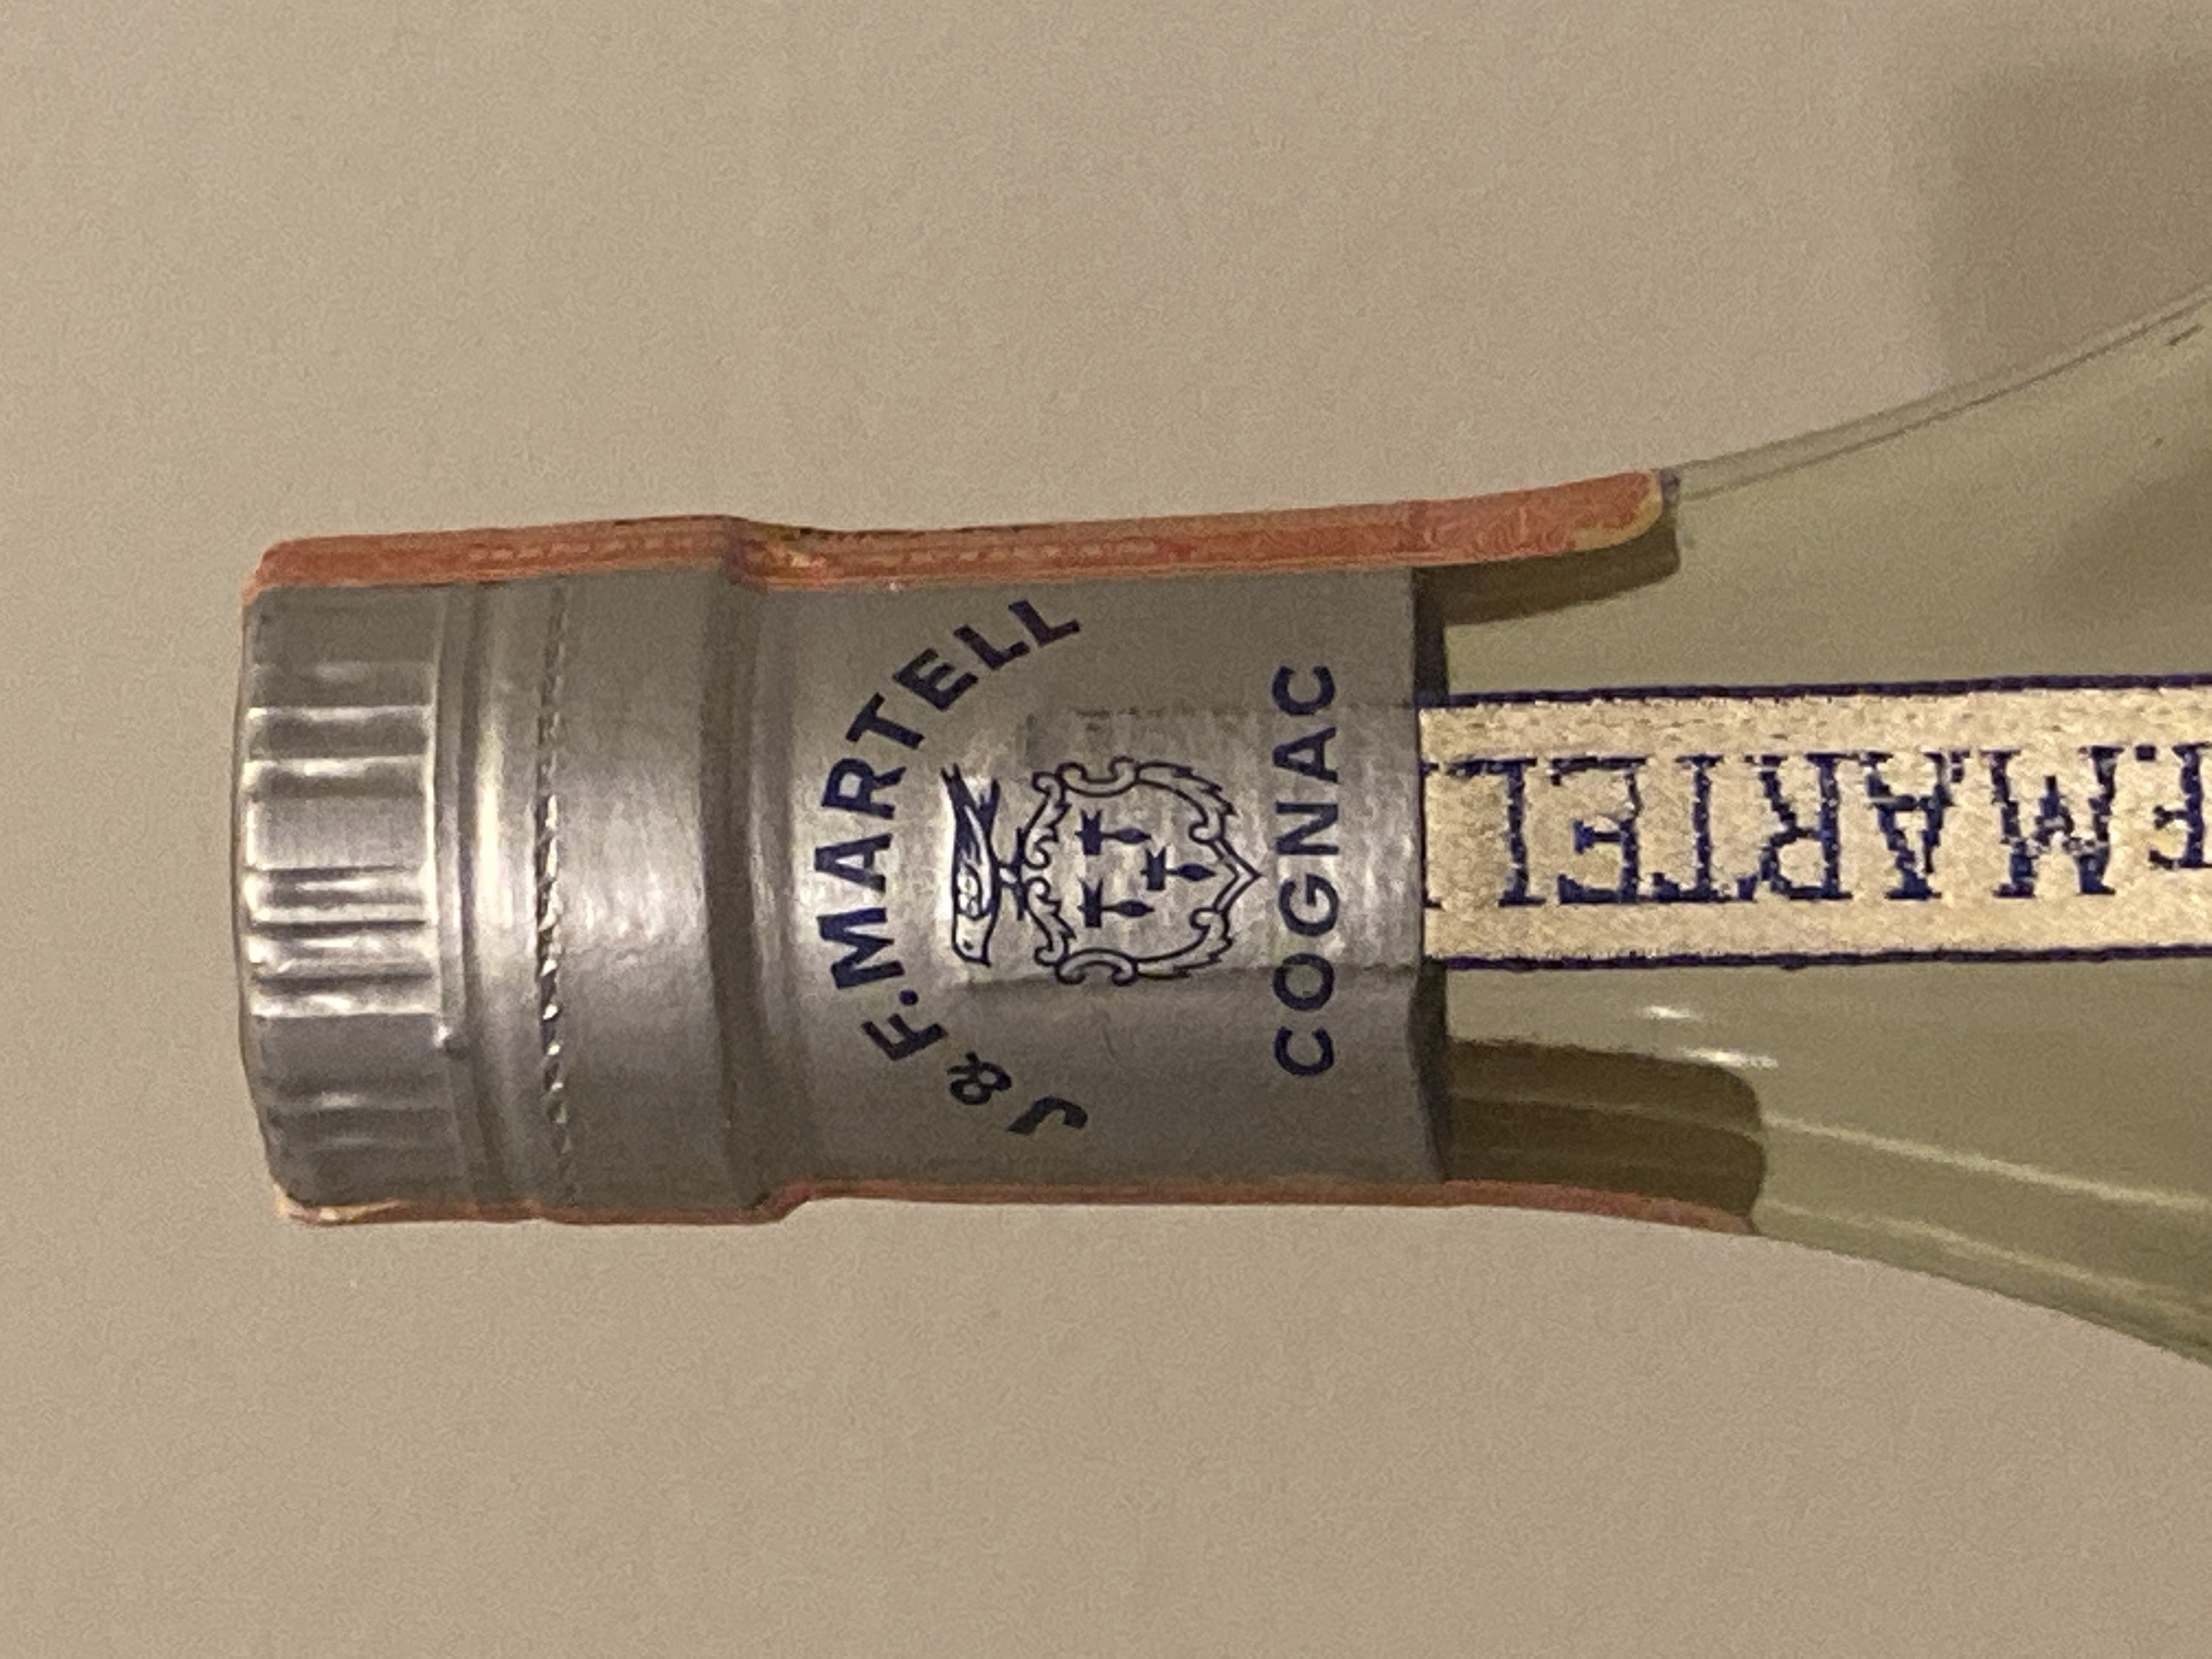 J & F. MARTELL
COGNAC
F. MARTEL